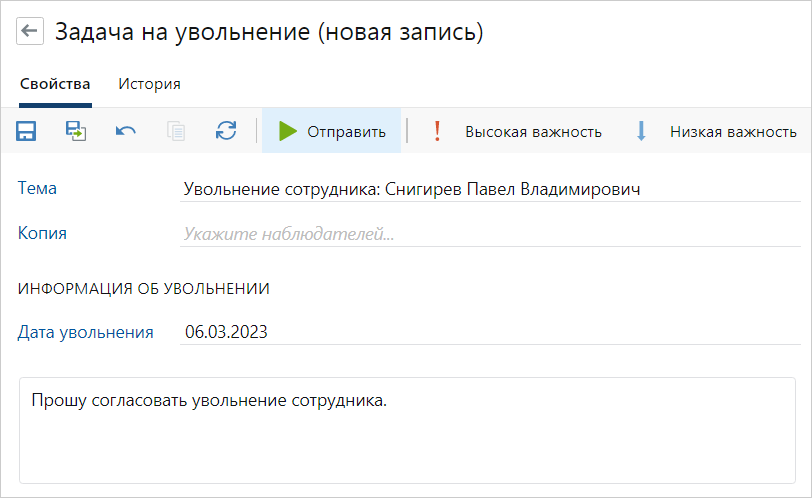 Задача на увольнение (новая запись)
Свойства История
Отправить Высокая важность Низкая важность
Тема Увольнение сотрудника: Снигирев Павел Владимирович
Копия Укажите наблюдателей...
ИНФОРМАЦИЯ ОБ УВОЛЬНЕНИИ
Дата увольнения 06.03.2023
Прошу согласовать увольнение сотрудника.